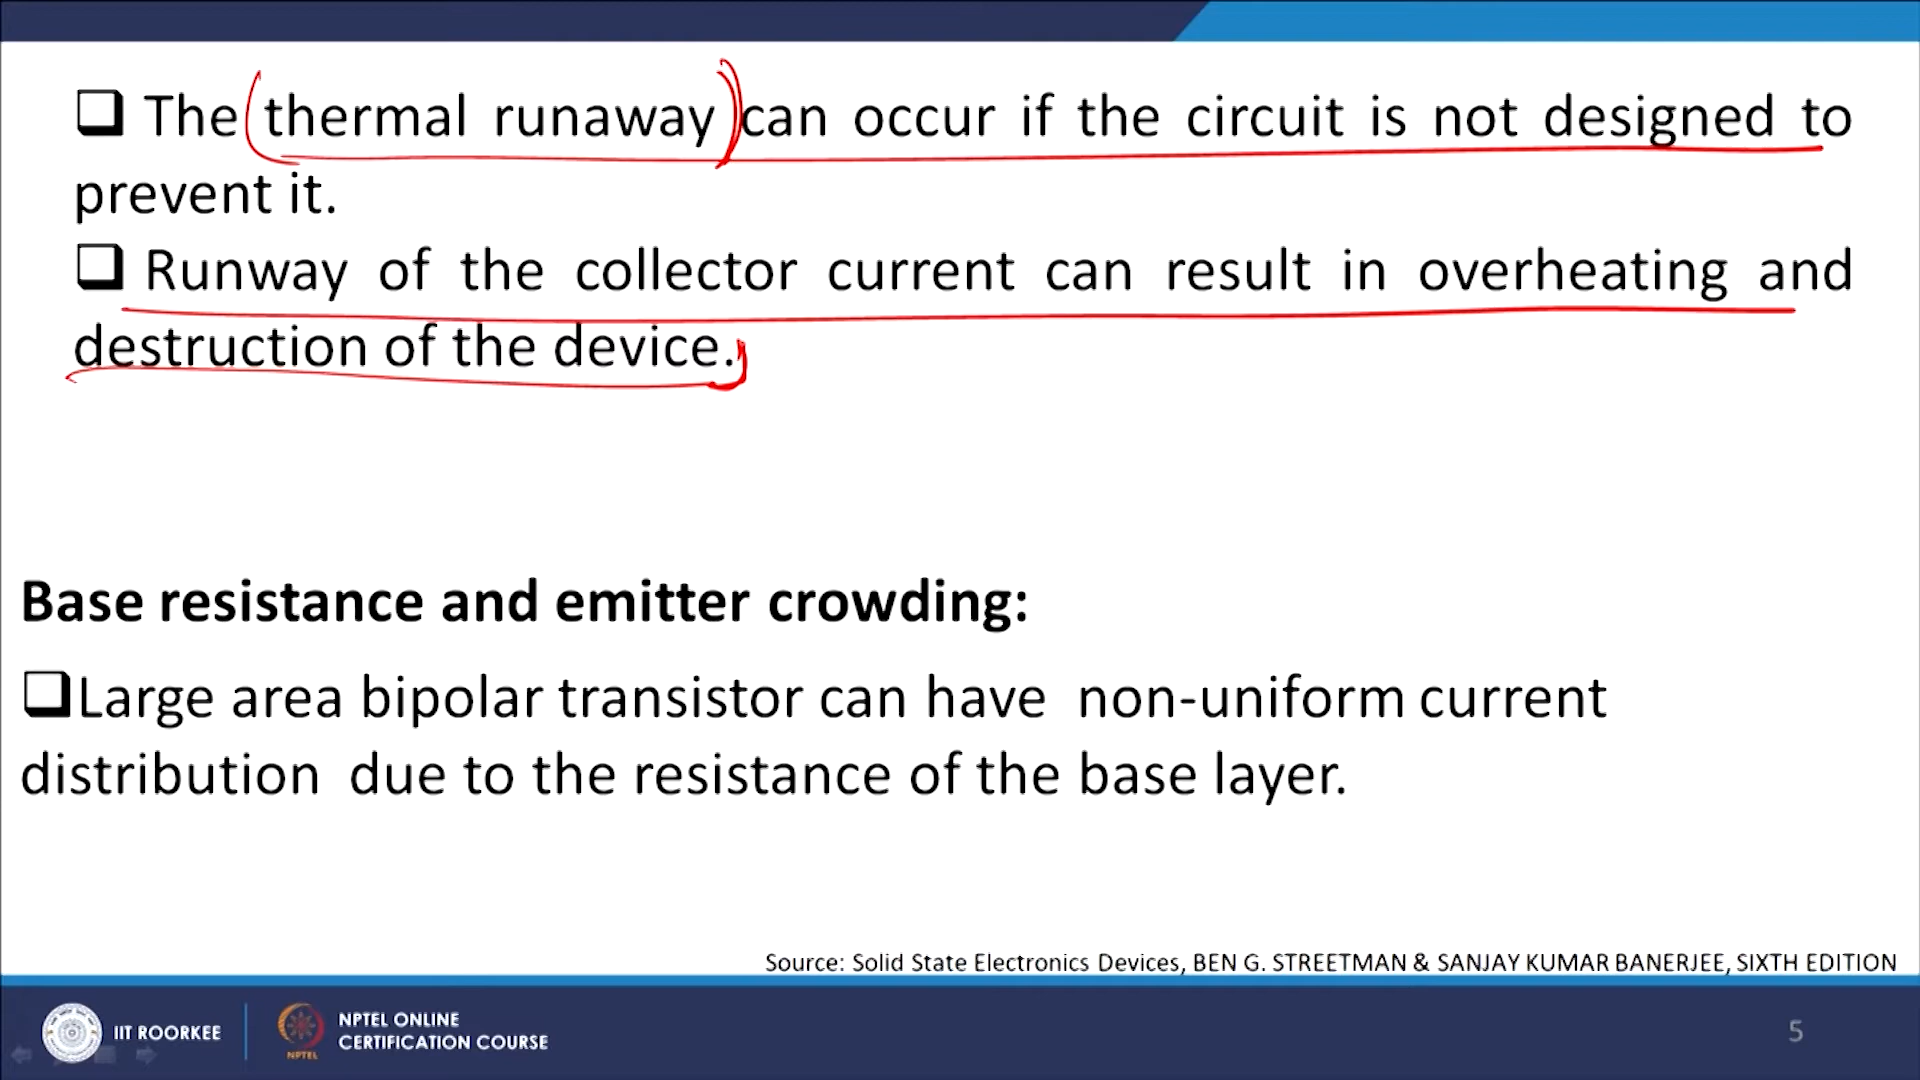 ❑ The thermal runaway can occur if the circuit is not designed to
prevent it.
❑ Runway of the collector current can result in overheating and
destruction of the device.
Base resistance and emitter crowding:
❑Large area bipolar transistor can have non-uniform current
distribution due to the resistance of the base layer.
Source: Solid State Electronics Devices, BEN G. STREETMAN & SANJAY KUMAR BANERJEE, SIXTH EDITION
IIT ROORKEE
NPTEL
NPTEL ONLINE
CERTIFICATION COURSE
5